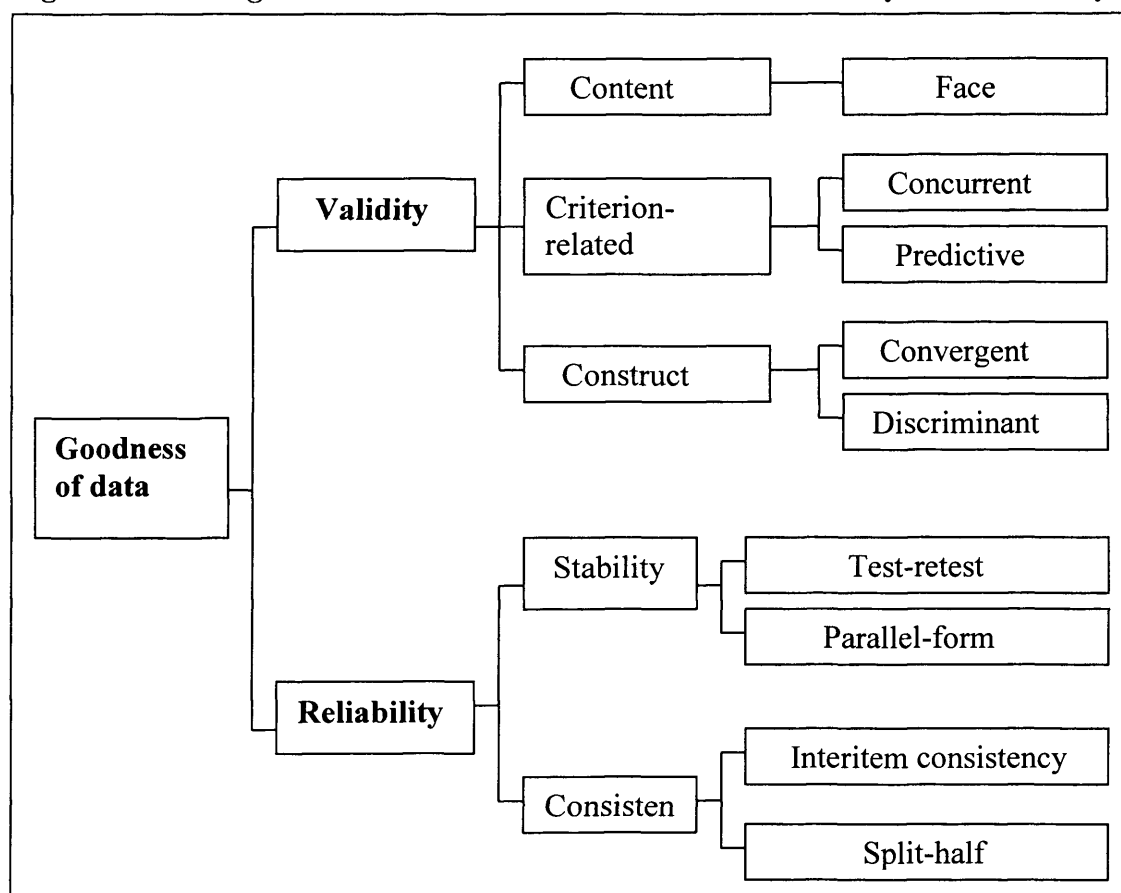 Content
Face
Validity
Criterion-
related
Concurrent
Predictive
Construct
Convergent
Discriminant
Goodness
of data
Stability
Test-retest
Parallel-form
Reliability
Consisten
Interitem consistency
Split-half